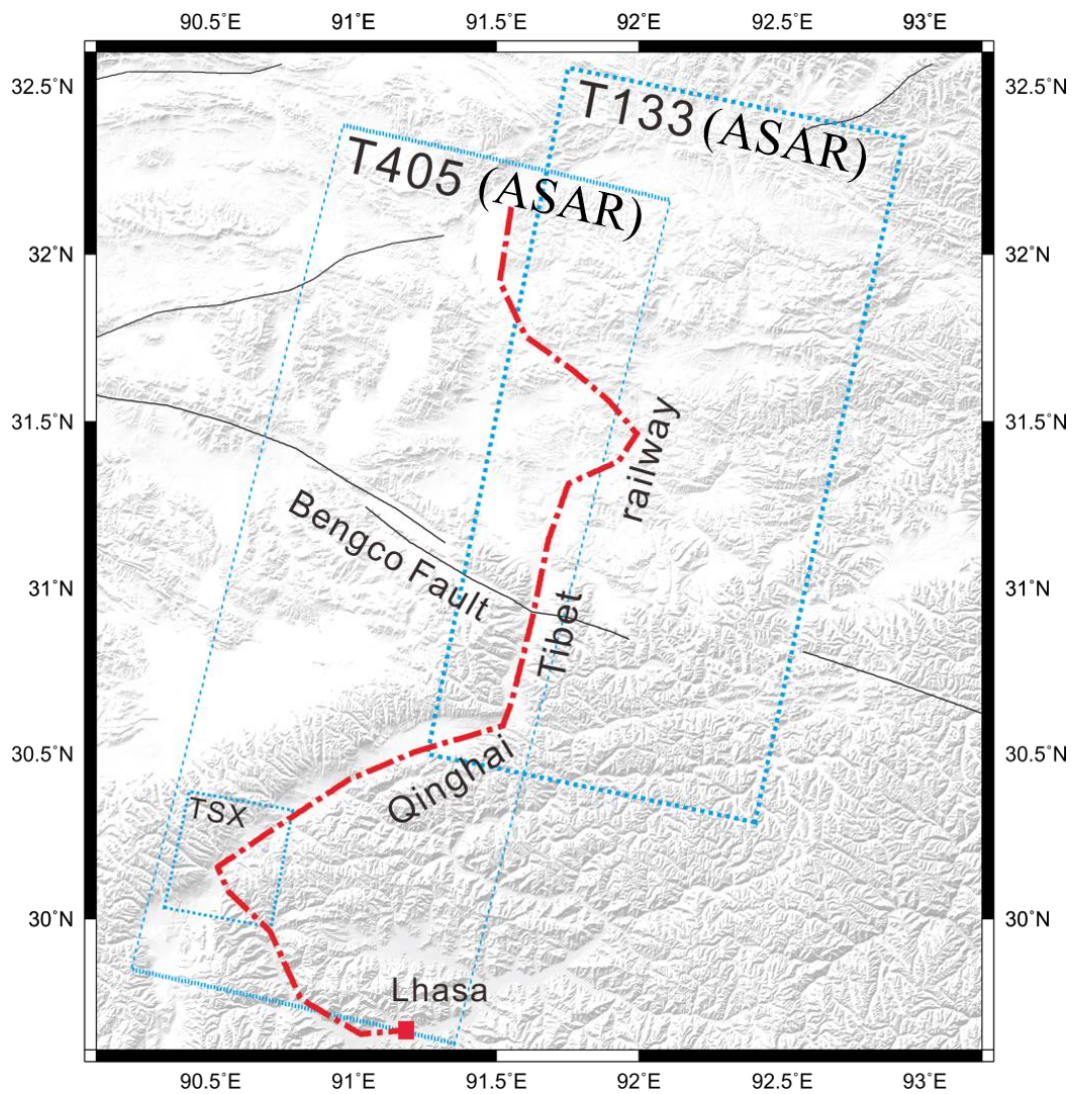 90.5°E 91°E 91.5°E 92°E 92.5°E 93°E
32.5°N 32.5°N
T133 (ASAR)
T405 (ASAR)
32°N 32°N
31.5°N 31.5°N
railway
Bengco Fault
31°N 31°N
Tibet
30.5°N 30.5°N
Qinghai
TSX
30°N 30°N
Lhasa
90.5°E 91°E 91.5°E 92°E 92.5°E 93°E